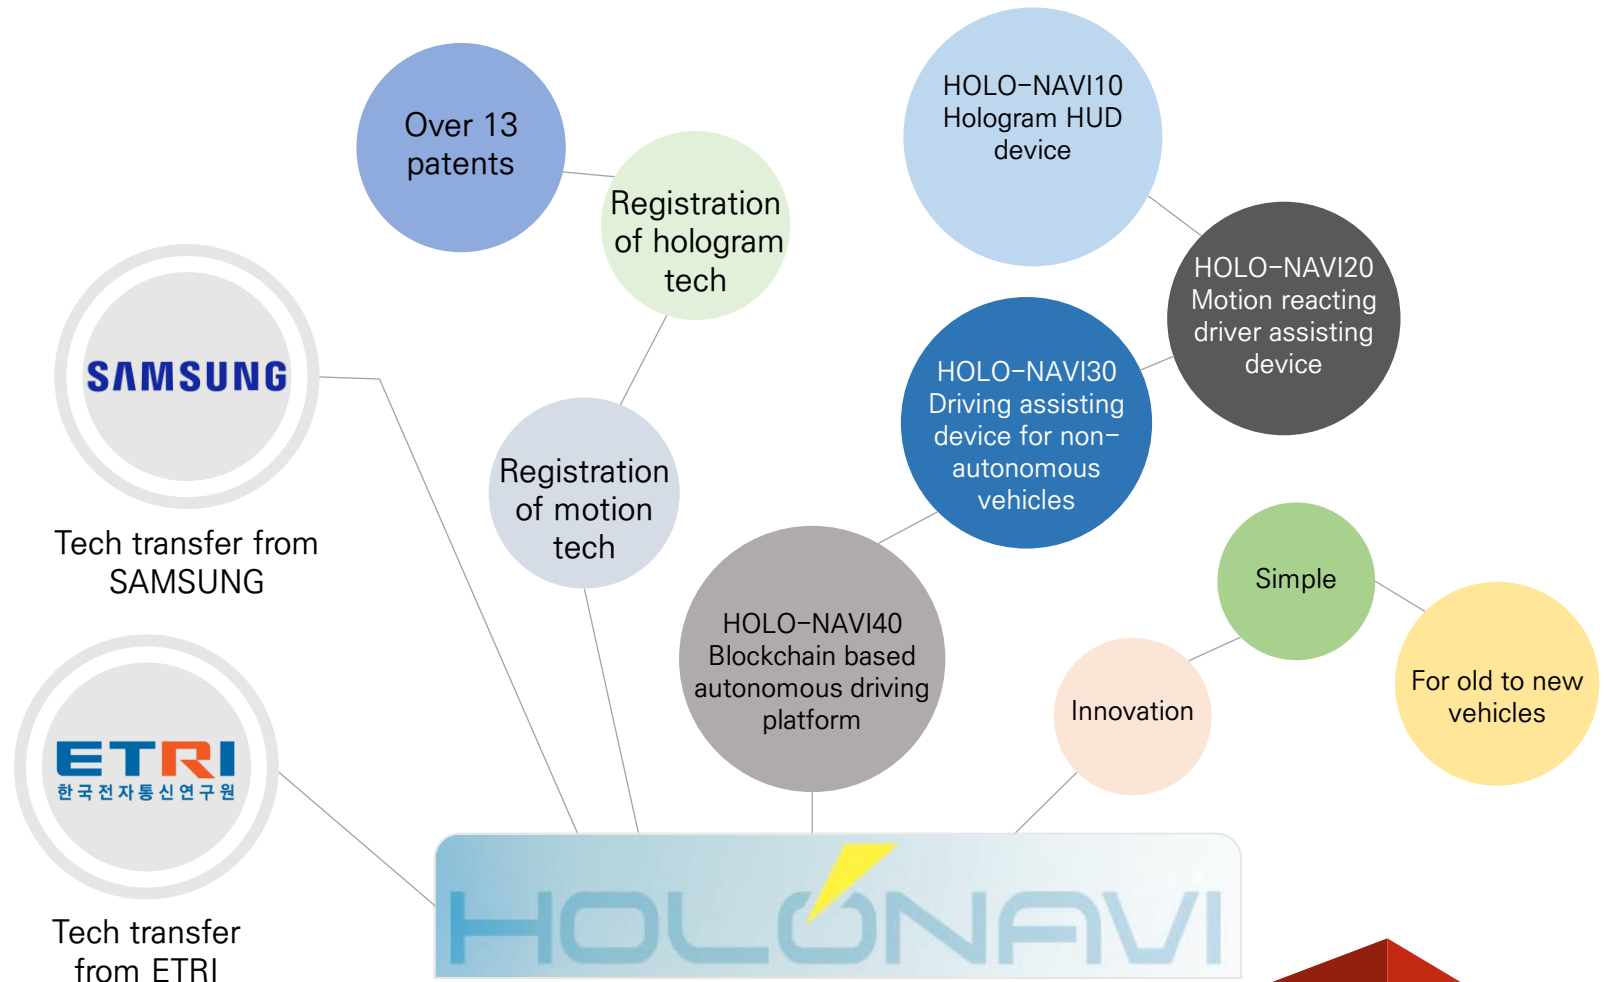 Over 13
patents
Registration
of hologram
tech
Registration
of motion
tech
HOLO-NAVI10
Hologram HUD
device
HOLO-NAVI20
Motion reacting
driver assisting
device
HOLO-NAVI30
Driving assisting
device for non-
autonomous
vehicles
HOLO-NAVI40
Blockchain based
autonomous driving
platform
Simple
Innovation
For old to new
vehicles
SAMSUNG
Tech transfer from
SAMSUNG
ETRI
한국전자통신연구원
Tech transfer
from ETRI
HOLONAVI